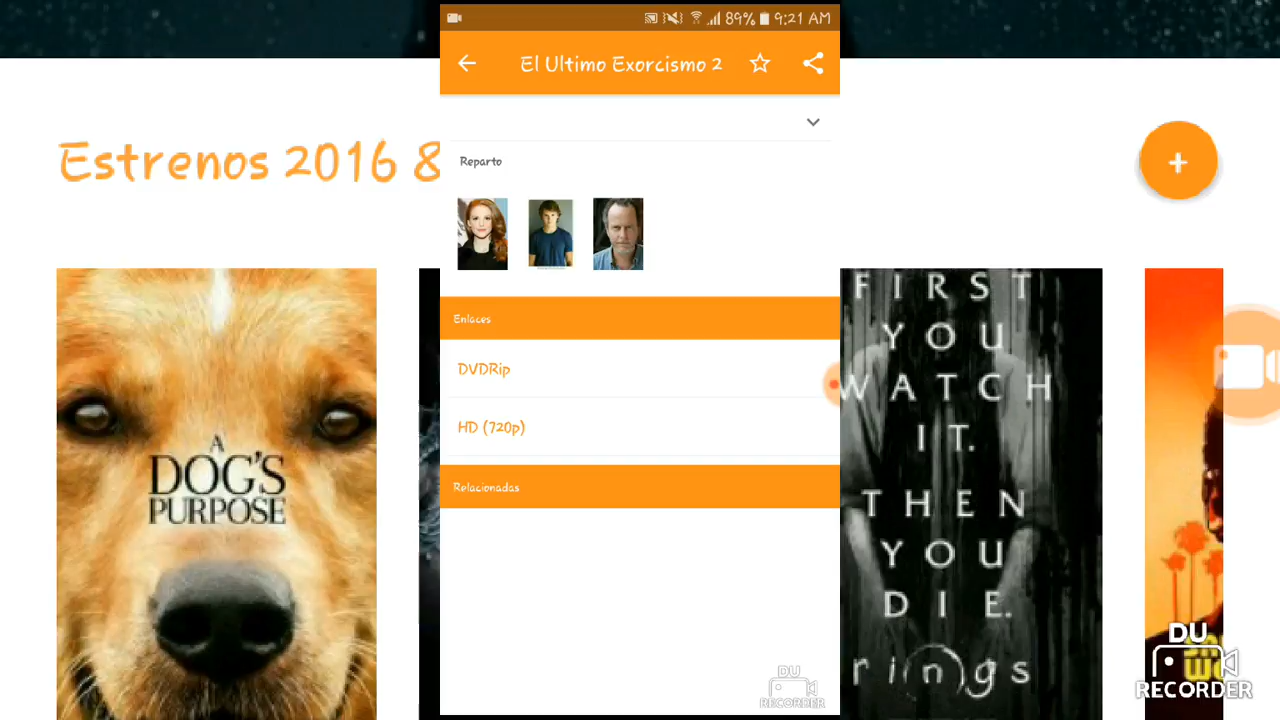 89% 9:21 AM
El Ultimo Exorcismo 2
Estrenos 2016 &
+
Reparto
Enlaces
DVDRip
HD (720p)
Relacionadas
A
DOG'S
PURPOSE
FIRST
YOU
WATCH
IT.
THEN
YOU
DIE.
rings
DU
RECORDER
DU
RECORDER